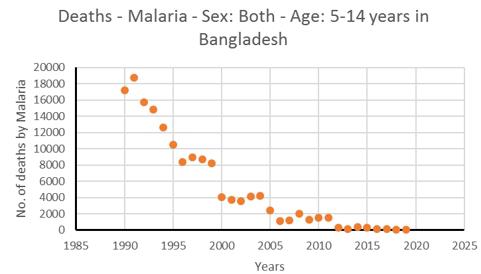 Deaths - Malaria - Sex: Both - Age: 5-14 years in
Bangladesh
No. of deaths by Malaria
20000
18000
16000
14000
12000
10000
8000
6000
4000
2000
0
1985 1990 1995 2000 2005 2010 2015 2020 2025
Years